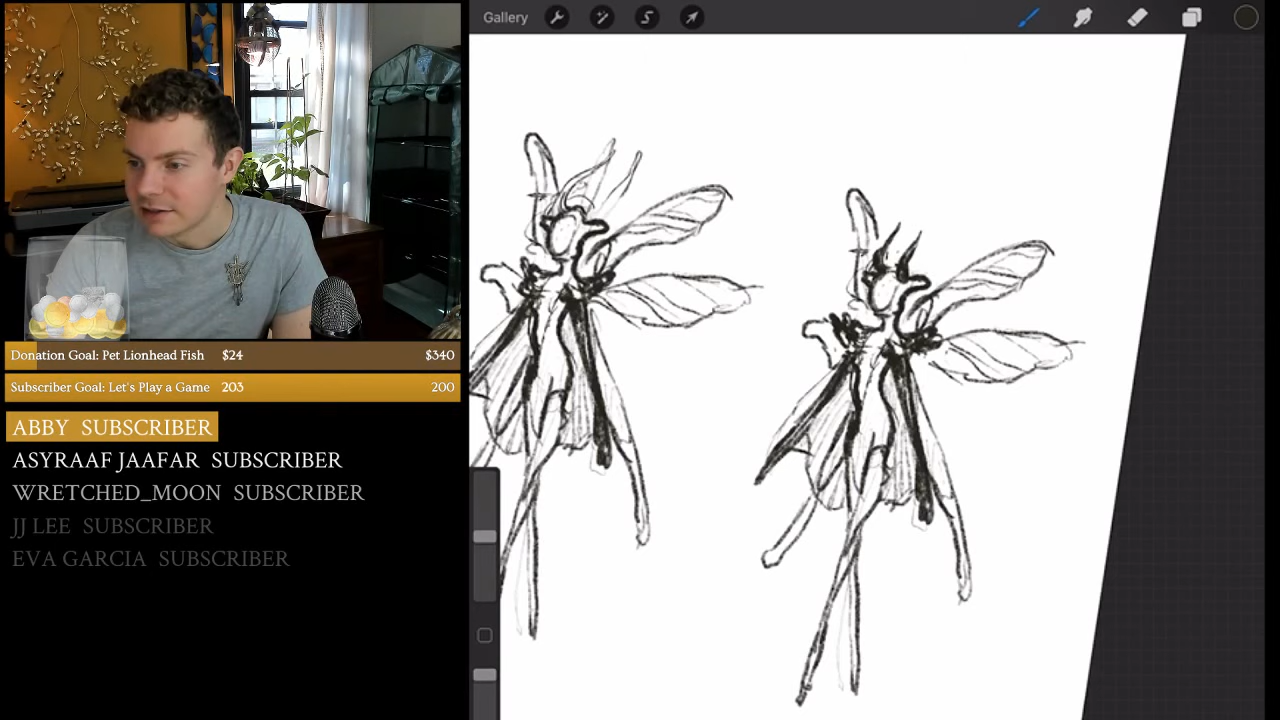 Gallery
Donation Goal: Pet Lionhead Fish $24 $340
Subscriber Goal: Let's Play a Game 203 200
ABBY SUBSCRIBER
ASYRAAF JAAFAR SUBSCRIBER
WRETCHED_MOON SUBSCRIBER
JJ LEE SUBSCRIBER
EVA GARCIA SUBSCRIBER